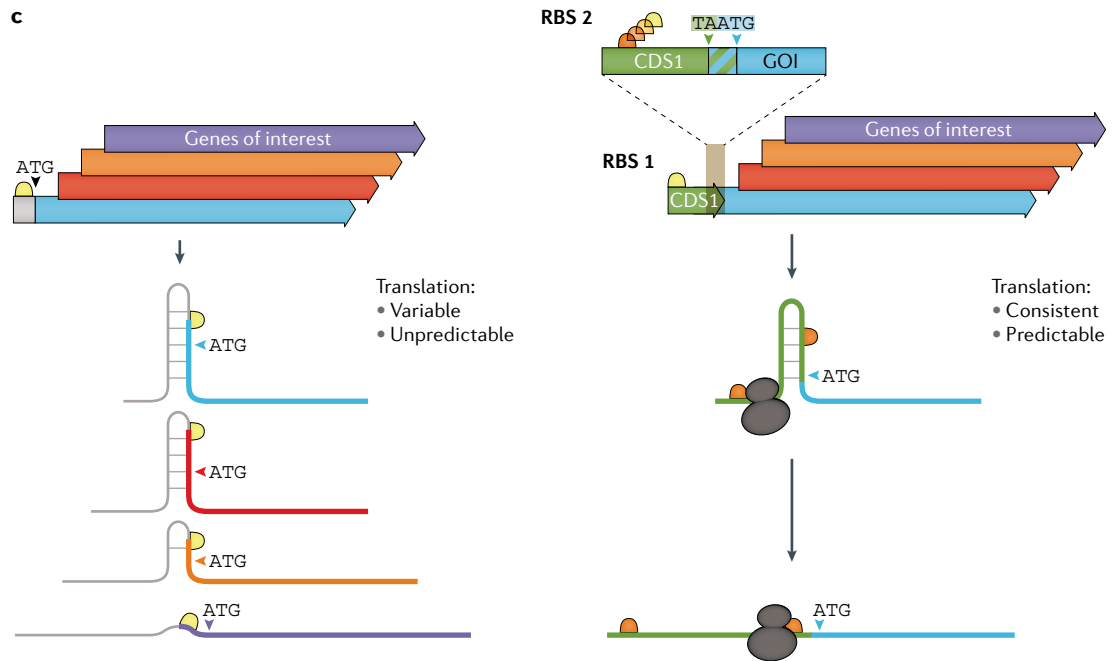 c
Genes of interest
ATG
Translation:
• Variable
• Unpredictable
ATG
ATG
ATG
ATG
RBS 2
TAATG
CDS1
GOI
Genes of interest
RBS 1
CDS1
Translation:
• Consistent
• Predictable
ATG
ATG